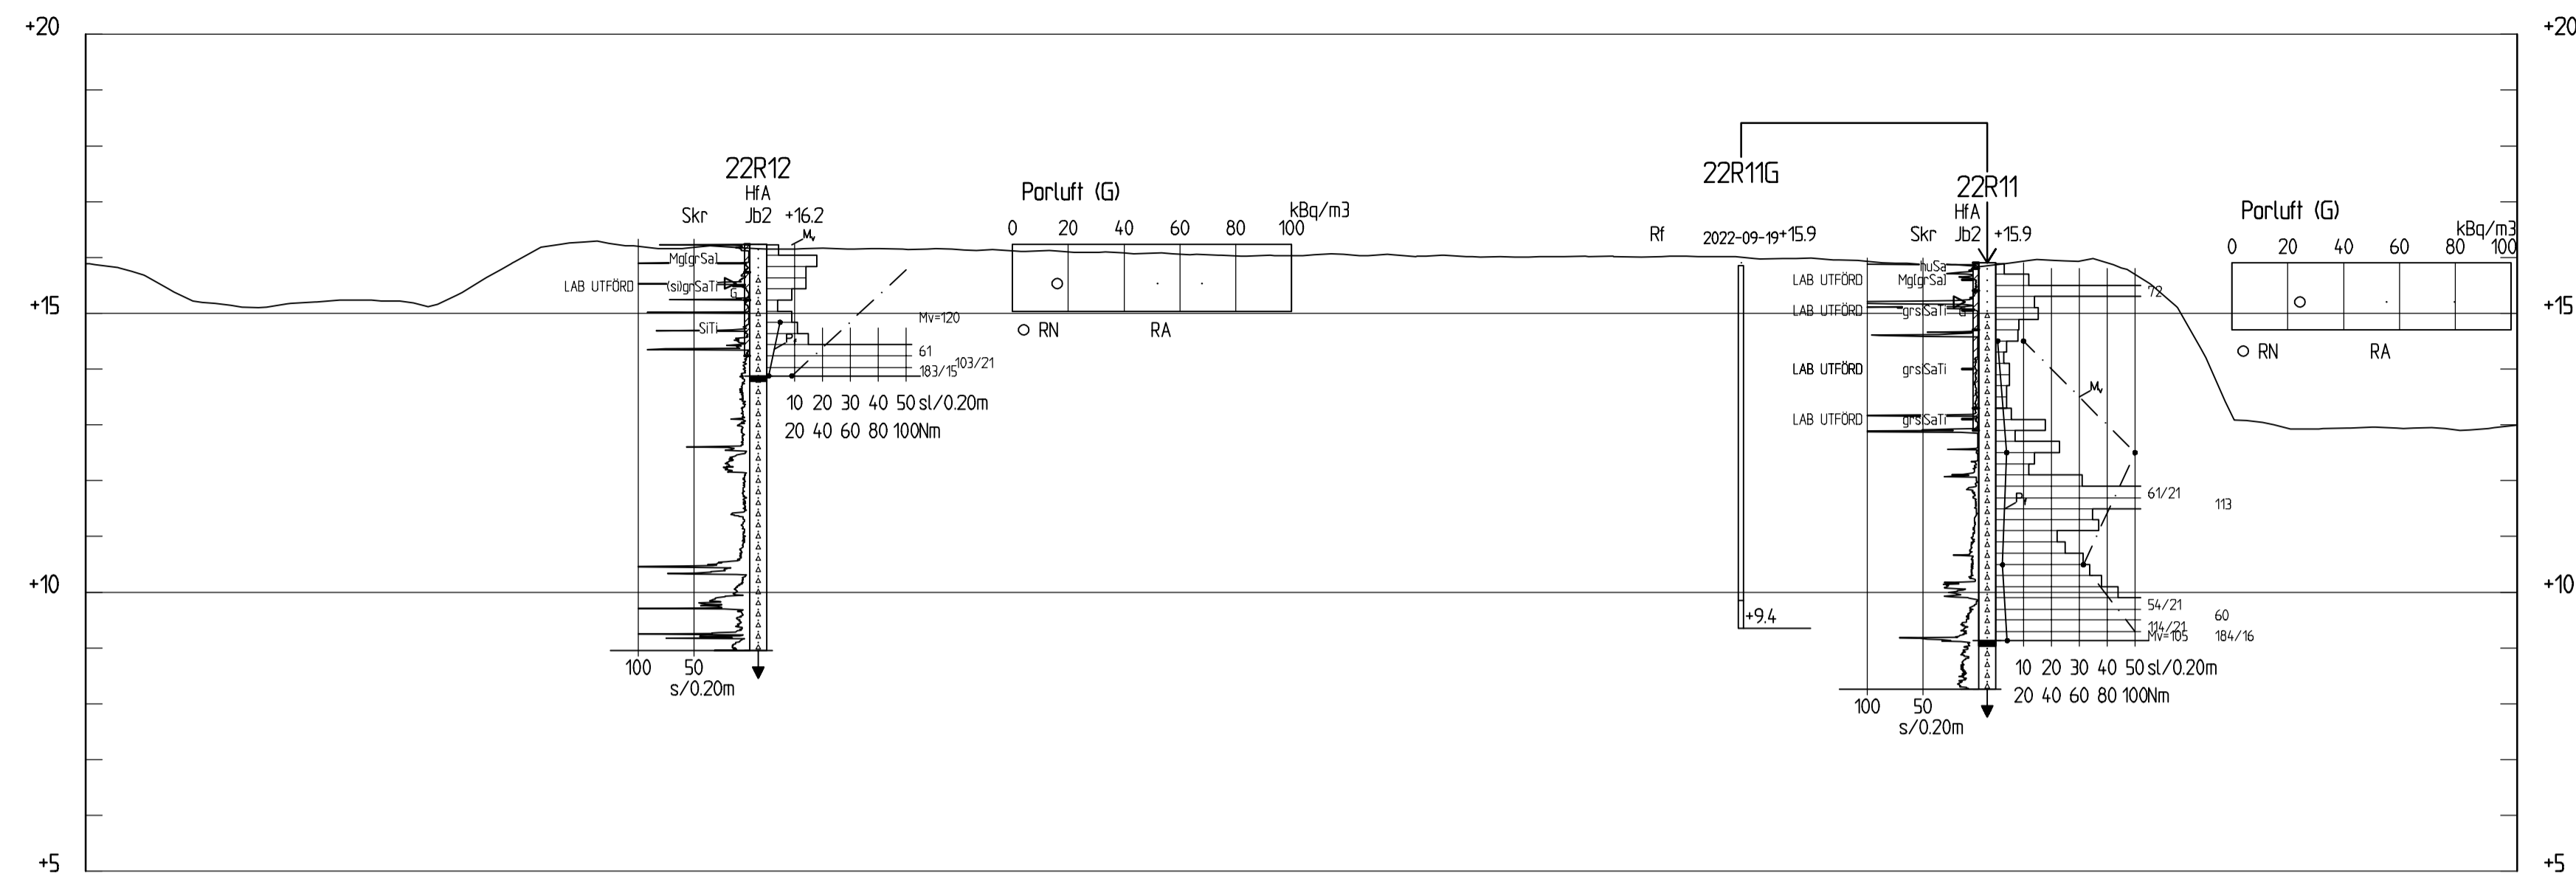 +20 +20
22R12
HfA
Skr Jb2 +16.2
Mv
Porluft (G)
kBq/m3
0 20 40 60 80 100
22R11G
Rf 2022-09-19 +15.9
22R11
HfA
Skr Jb2 +15.9
Porluft (G)
kBq/m3
0 20 40 60 80 100
Mg[grSa]
LAB UTFÖRD (si)grSaTi
G
SiTi
Mv=120
Pv
61
103/21
183/15
10 20 30 40 50 sl/0.20m
20 40 60 80 100Nm
RN RA
huSa
LAB UTFÖRD Mg[grSa]
LAB UTFÖRD grsiSaTi G
LAB UTFÖRD grsiSaTi
LAB UTFÖRD grsiSaTi
72
Mv
61/21
113
54/21
60
114/21
Mv=105 184/16
10 20 30 40 50 sl/0.20m
20 40 60 80 100Nm
RN RA
+15 +15
+10 +10
+9.4
100 50
s/0.20m
100 50
s/0.20m
+5 +5